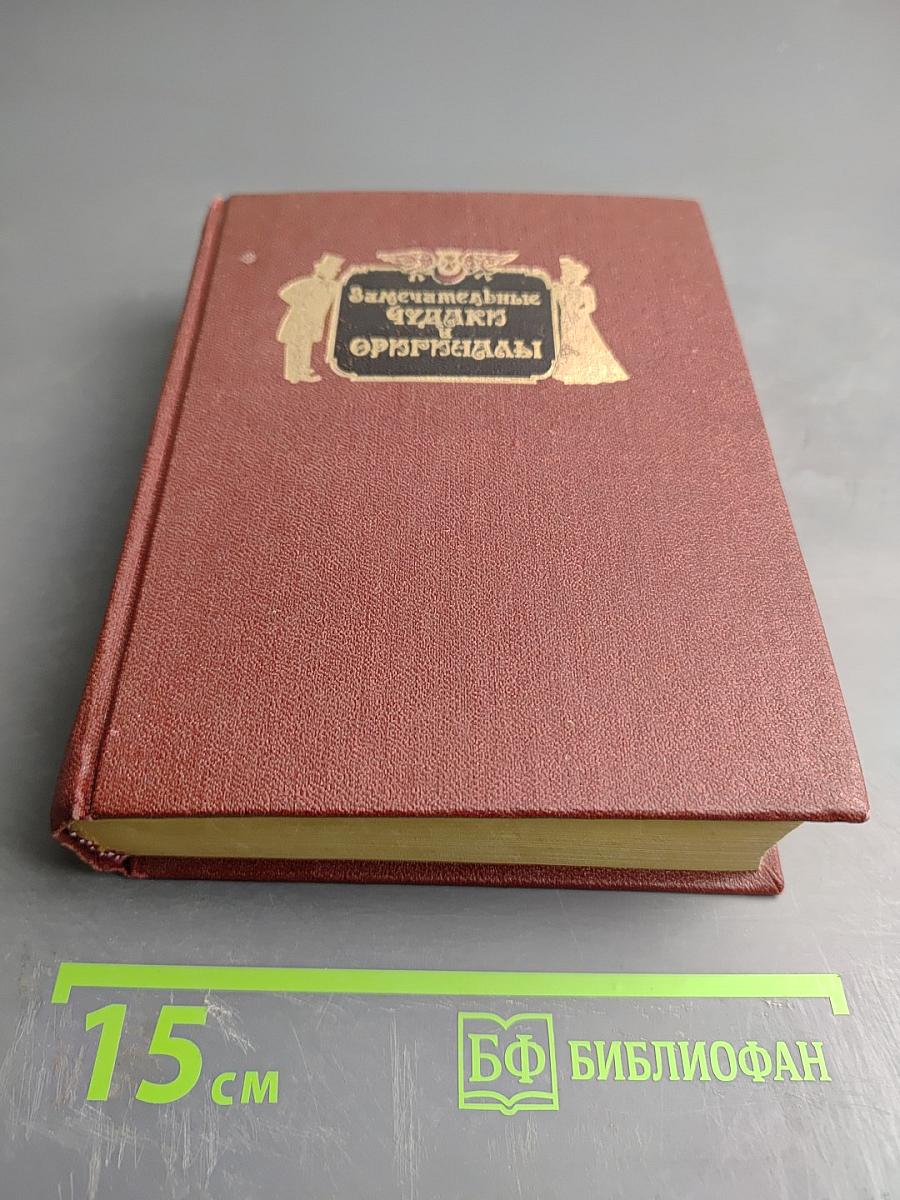 Замечательные
ЧУДАКИ
и
ОРИГИНАЛЫ
15 см
БФ БИБЛИОФАН